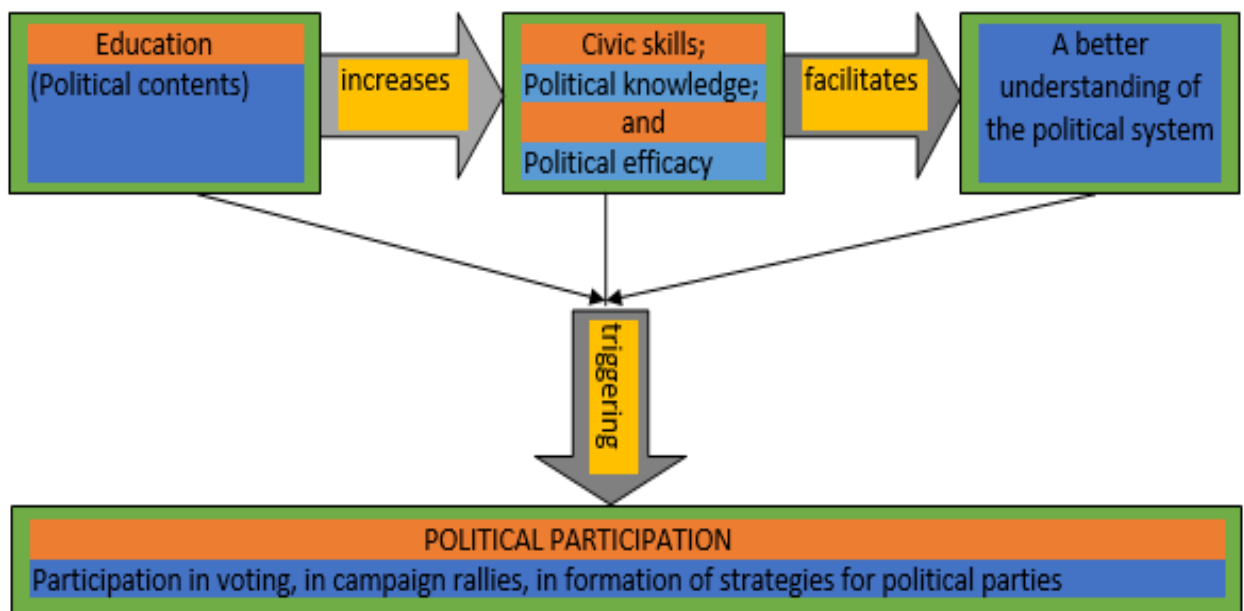 Education
(Political contents)
increases
Civic skills;
Political knowledge;
and
Political efficacy
facilitates
A better
understanding of
the political system
triggering
POLITICAL PARTICIPATION
Participation in voting, in campaign rallies, in formation of strategies for political parties